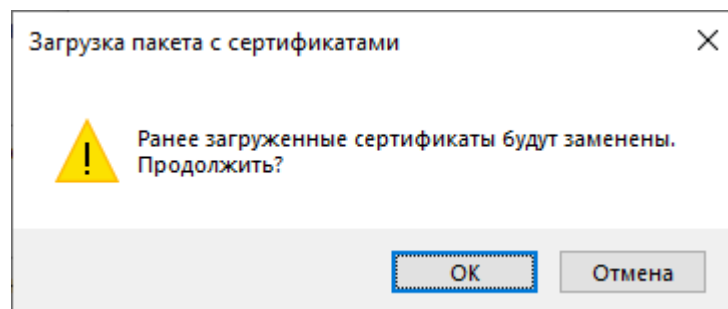 Загрузка пакета с сертификатами
Ранее загруженные сертификаты будут заменены.
Продолжить?
ОК
Отмена